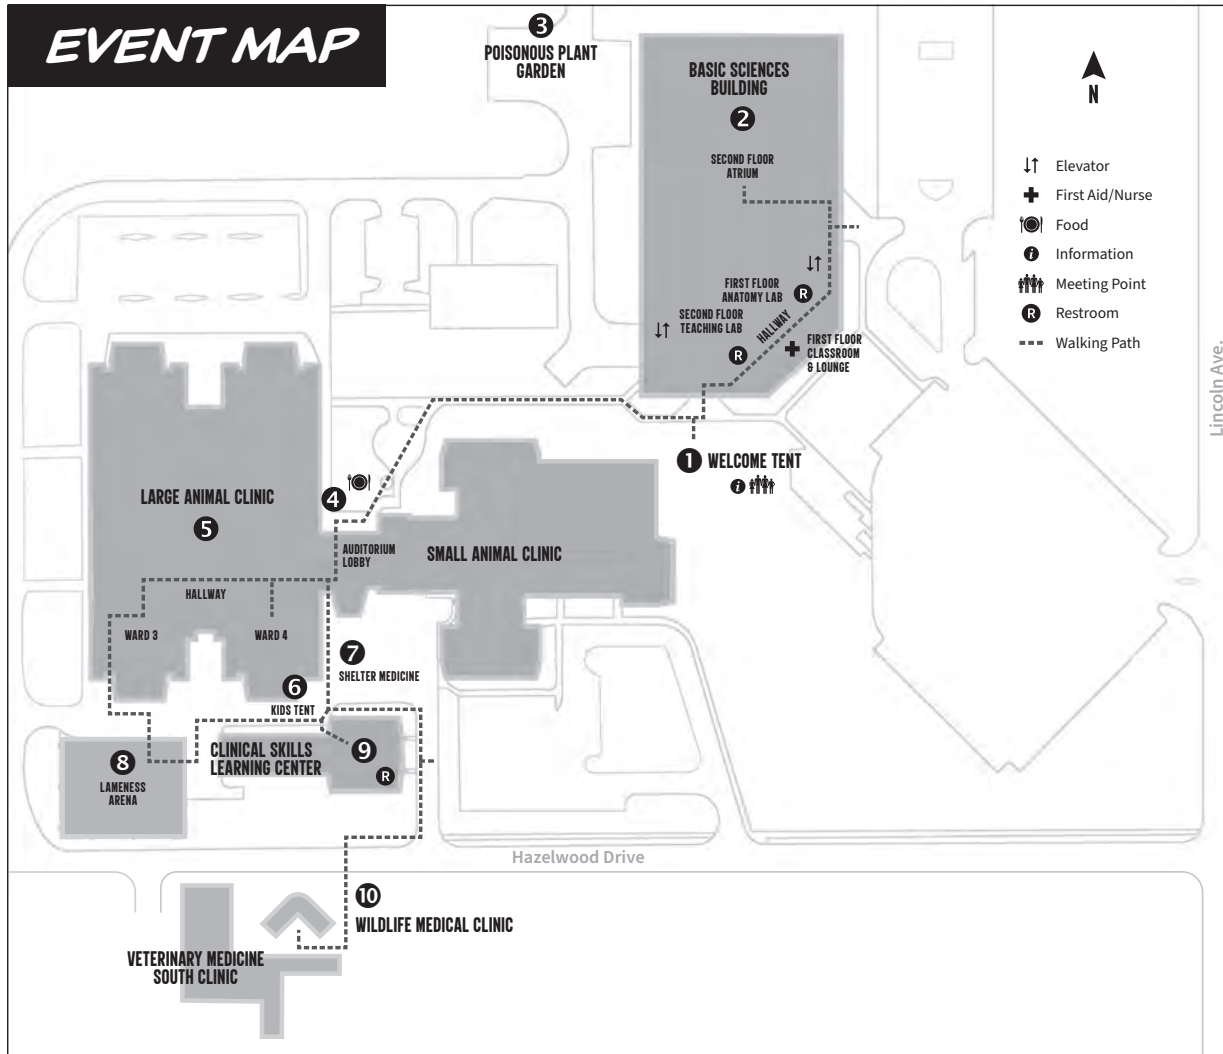 EVENT MAP
3
POISONOUS PLANT
GARDEN
BASIC SCIENCES
BUILDING
2
SECOND FLOOR
ATRIUM
N
Elevator
First Aid/Nurse
Food
i Information
Meeting Point
R Restroom
Walking Path
FIRST FLOOR
ANATOMY LAB
R
SECOND FLOOR
TEACHING LAB
HALLWAY
R
FIRST FLOOR
CLASSROOM
& LOUNGE
Lincoln Ave.
1 WELCOME TENT
i
4
LARGE ANIMAL CLINIC
5
AUDITORIUM
LOBBY
SMALL ANIMAL CLINIC
HALLWAY
WARD 3
WARD 4
7
SHELTER MEDICINE
6
KIDS TENT
CLINICAL SKILLS
LEARNING CENTER
9
R
8
LAMENESS
ARENA
Hazelwood Drive
10
WILDLIFE MEDICAL CLINIC
VETERINARY MEDICINE
SOUTH CLINIC